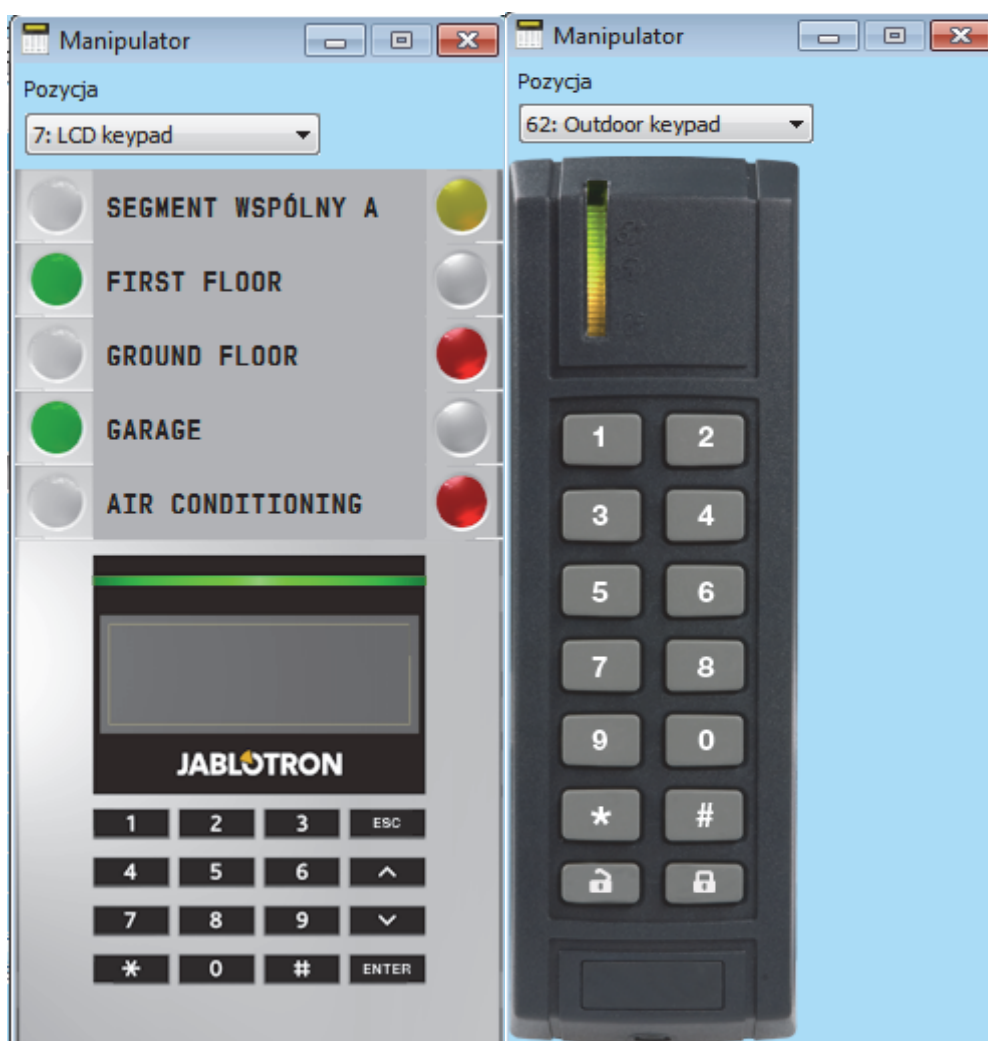 Manipulator
Pozycja
7: LCD keypad
SEGMENT WSPÓLNY A
FIRST FLOOR
GROUND FLOOR
GARAGE
AIR CONDITIONING
JABLOTRON
1 2 3 ESC
4 5 6
7 8 9
* 0 # ENTER
Manipulator
Pozycja
62: Outdoor keypad
1 2
3 4
5 6
7 8
9 0
* #